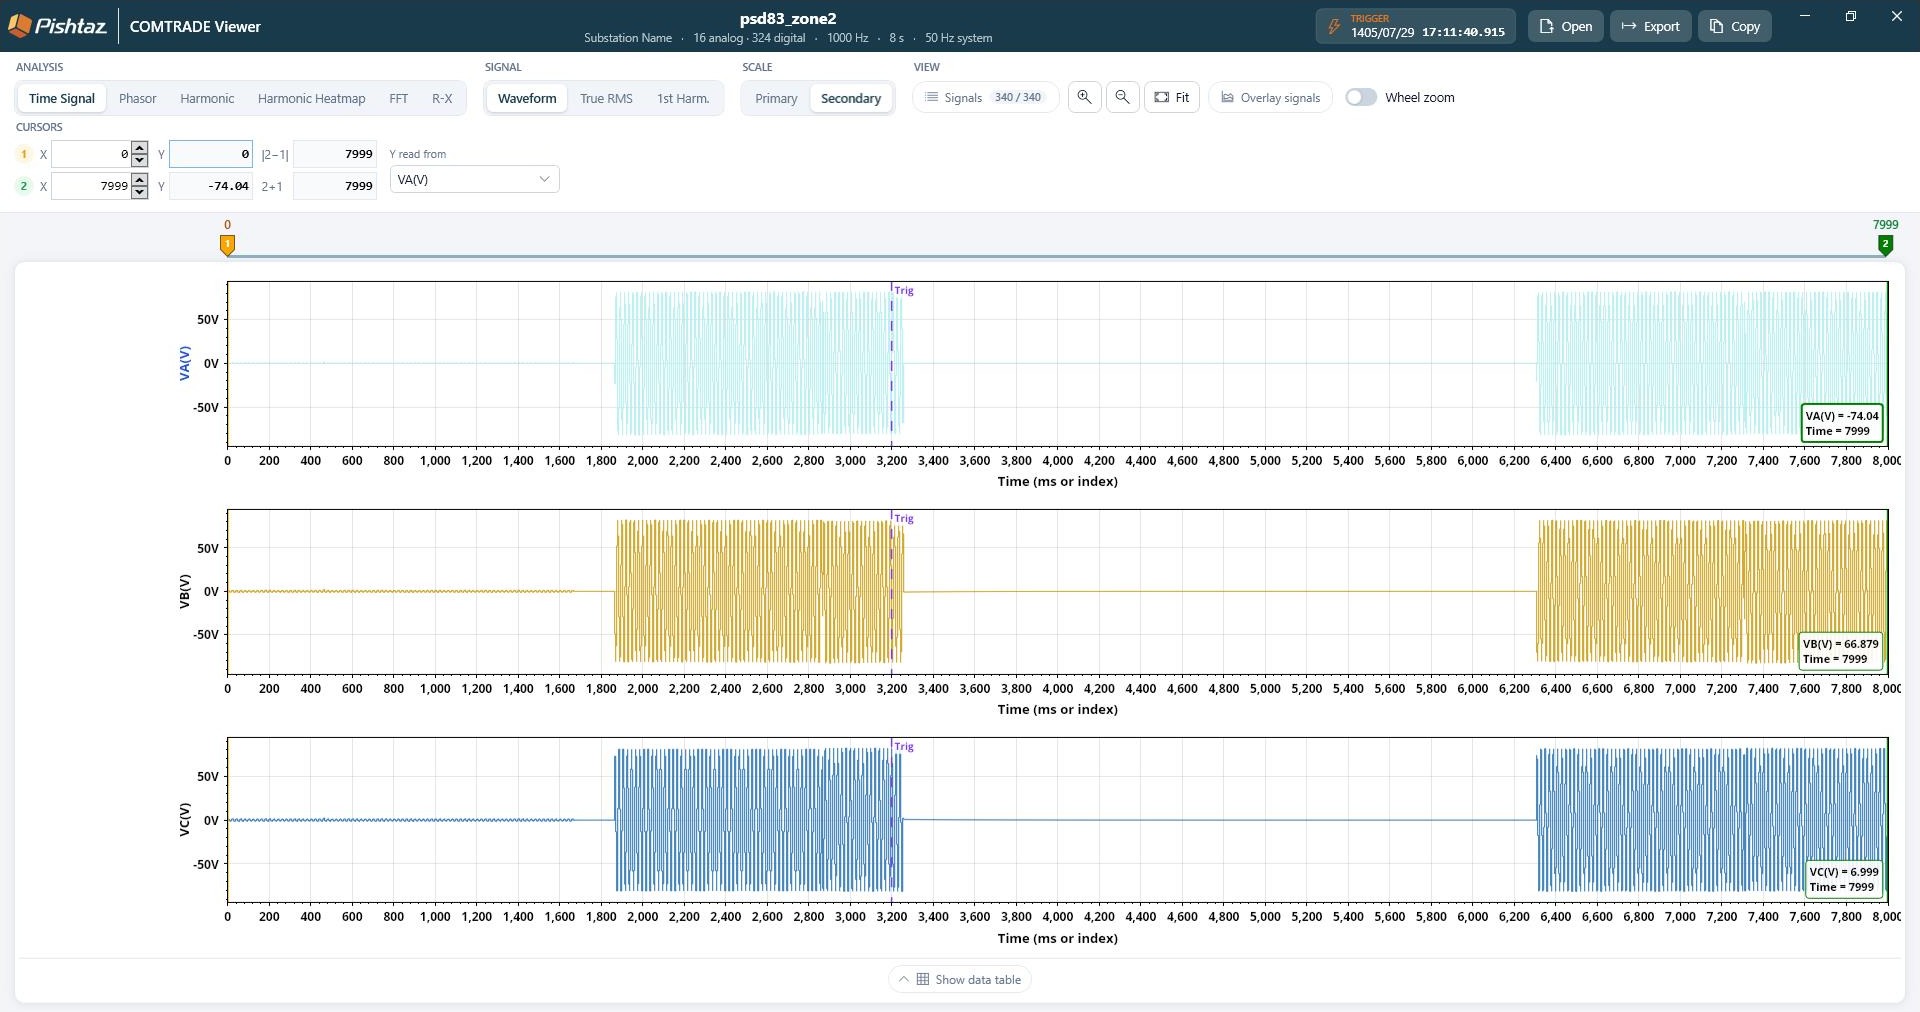 Pishtaz
COMTRADE Viewer
psd83_zone2
Substation Name · 16 analog · 324 digital · 1000 Hz · 8 s · 50 Hz system
TRIGGER
1405/07/29 17:11:40.915
Open
Export
Copy
ANALYSIS
Time Signal Phasor Harmonic Harmonic Heatmap FFT R-X
SIGNAL
Waveform True RMS 1st Harm.
SCALE
Primary Secondary
VIEW
Signals 340 / 340
Fit
Overlay signals
Wheel zoom
CURSORS
1 X 0 Y 0 |2−1| 7999
2 X 7999 Y -74.04 2+1 7999
Y read from
VA(V)
0
1
7999
2
VA(V)
50V
0V
-50V
Trig
VA(V) = -74.04
Time = 7999
0 200 400 600 800 1,000 1,200 1,400 1,600 1,800 2,000 2,200 2,400 2,600 2,800 3,000 3,200 3,400 3,600 3,800 4,000 4,200 4,400 4,600 4,800 5,000 5,200 5,400 5,600 5,800 6,000 6,200 6,400 6,600 6,800 7,000 7,200 7,400 7,600 7,800 8,000
Time (ms or index)
VB(V)
50V
0V
-50V
Trig
VB(V) = 66.879
Time = 7999
0 200 400 600 800 1,000 1,200 1,400 1,600 1,800 2,000 2,200 2,400 2,600 2,800 3,000 3,200 3,400 3,600 3,800 4,000 4,200 4,400 4,600 4,800 5,000 5,200 5,400 5,600 5,800 6,000 6,200 6,400 6,600 6,800 7,000 7,200 7,400 7,600 7,800 8,000
Time (ms or index)
VC(V)
50V
0V
-50V
Trig
VC(V) = 6.999
Time = 7999
0 200 400 600 800 1,000 1,200 1,400 1,600 1,800 2,000 2,200 2,400 2,600 2,800 3,000 3,200 3,400 3,600 3,800 4,000 4,200 4,400 4,600 4,800 5,000 5,200 5,400 5,600 5,800 6,000 6,200 6,400 6,600 6,800 7,000 7,200 7,400 7,600 7,800 8,000
Time (ms or index)
Show data table